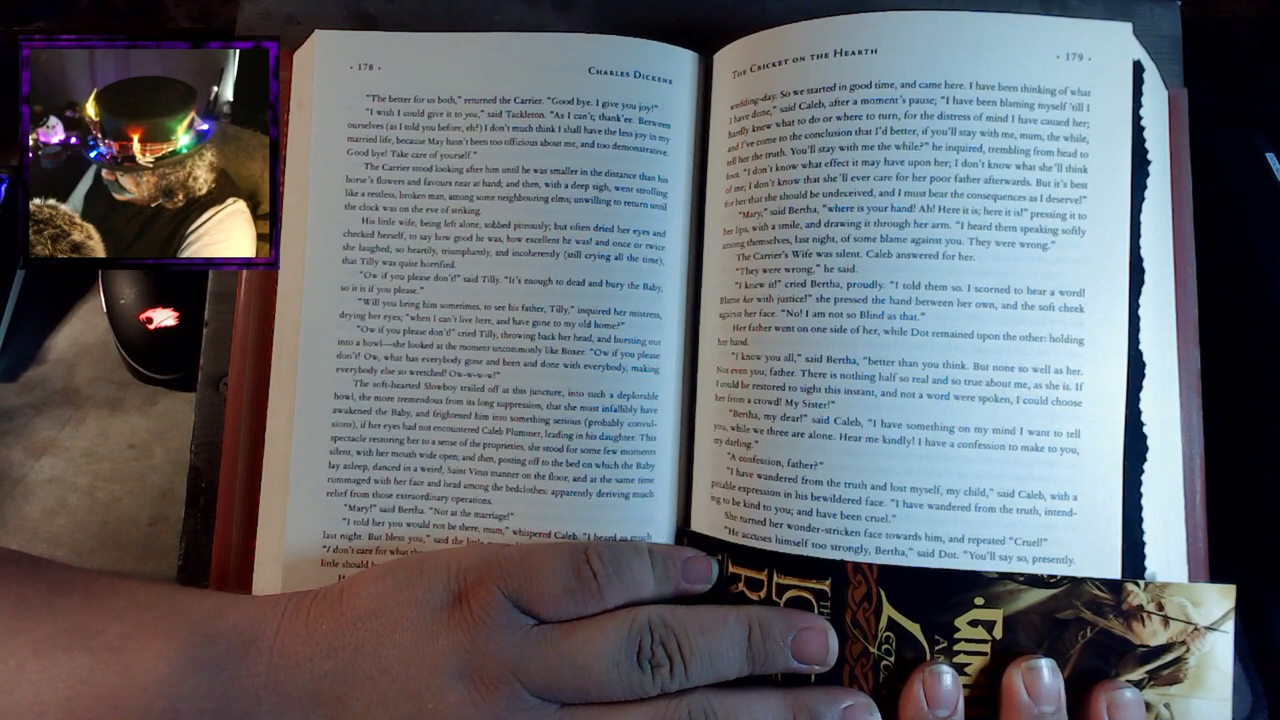 · 178 ·
CHARLES DICKENS
"The better for us both," returned the Carrier. "Good bye. I give you joy!"
"I wish I could give it to you," said Tackleton. "As I can't; thank'ee. Between
ourselves (as I told you before, eh?) I don't much think I shall have the less joy in my
married life, because May hasn't been too officious about me, and too demonstrative.
Good bye! Take care of yourself."
The Carrier stood looking after him until he was smaller in the distance than his
horse's flowers and favours near at hand; and then, with a deep sigh, went strolling
like a restless, broken man, among some neighbouring elms; unwilling to return until
the clock was on the eve of striking.
His little wife, being left alone, sobbed piteously; but often dried her eyes and
checked herself, to say how good he was, how excellent he was! and once or twice
she laughed; so heartily, triumphantly, and incoherently (still crying all the time),
that Tilly was quite horrified.
"Ow if you please don't!" said Tilly. "It's enough to dead and bury the Baby,
so it is if you please."
"Will you bring him sometimes, to see his father, Tilly," inquired her mistress,
drying her eyes; "when I can't live here, and have gone to my old home?"
"Ow if you please don't!" cried Tilly, throwing back her head, and bursting out
into a howl—she looked at the moment uncommonly like Boxer. "Ow if you please
don't! Ow, what has everybody gone and been and done with everybody, making
everybody else so wretched! Ow-w-w-w!"
The soft-hearted Slowboy trailed off at this juncture, into such a deplorable
howl, the more tremendous from its long suppression, that she must infallibly have
awakened the Baby, and frightened him into something serious (probably convul-
sions), if her eyes had not encountered Caleb Plummer, leading in his daughter. This
spectacle restoring her to a sense of the proprieties, she stood for some few moments
silent, with her mouth wide open; and then, posting off to the bed on which the Baby
lay asleep, danced in a weird, Saint Vitus manner on the floor, and at the same time
rummaged with her face and head among the bedclothes: apparently deriving much
relief from those extraordinary operations.
"Mary!" said Bertha. "Not at the marriage!"
"I told her you would not be there, mum," whispered Caleb. "I heard as much
last night. But bless you," said the little
"I don't care for what the
little should
THE CRICKET ON THE HEARTH
· 179 ·
wedding-day. So we started in good time, and came here. I have been thinking of what
I have done," said Caleb, after a moment's pause; "I have been blaming myself 'till I
hardly knew what to do or where to turn, for the distress of mind I have caused her;
and I've come to the conclusion that I'd better, if you'll stay with me, mum, the while,
tell her the truth. You'll stay with me the while?" he inquired, trembling from head to
foot. "I don't know what effect it may have upon her; I don't know what she'll think
of me; I don't know that she'll ever care for her poor father afterwards. But it's best
for her that she should be undeceived, and I must bear the consequences as I deserve!"
"Mary," said Bertha, "where is your hand! Ah! Here it is; here it is!" pressing it to
her lips, with a smile, and drawing it through her arm. "I heard them speaking softly
among themselves, last night, of some blame against you. They were wrong."
The Carrier's Wife was silent. Caleb answered for her.
"They were wrong," he said.
"I knew it!" cried Bertha, proudly. "I told them so. I scorned to hear a word!
Blame her with justice!" she pressed the hand between her own, and the soft cheek
against her face. "No! I am not so Blind as that."
Her father went on one side of her, while Dot remained upon the other: holding
her hand.
"I know you all," said Bertha, "better than you think. But none so well as her.
Not even you, father. There is nothing half so real and so true about me, as she is. If
I could be restored to sight this instant, and not a word were spoken, I could choose
her from a crowd! My Sister!"
"Bertha, my dear!" said Caleb, "I have something on my mind I want to tell
you, while we three are alone. Hear me kindly! I have a confession to make to you,
my darling."
"A confession, father?"
"I have wandered from the truth and lost myself, my child," said Caleb, with a
pitiable expression in his bewildered face. "I have wandered from the truth, intend-
ing to be kind to you; and have been cruel."
She turned her wonder-stricken face towards him, and repeated "Cruel!"
"He accuses himself too strongly, Bertha," said Dot. "You'll say so, presently.